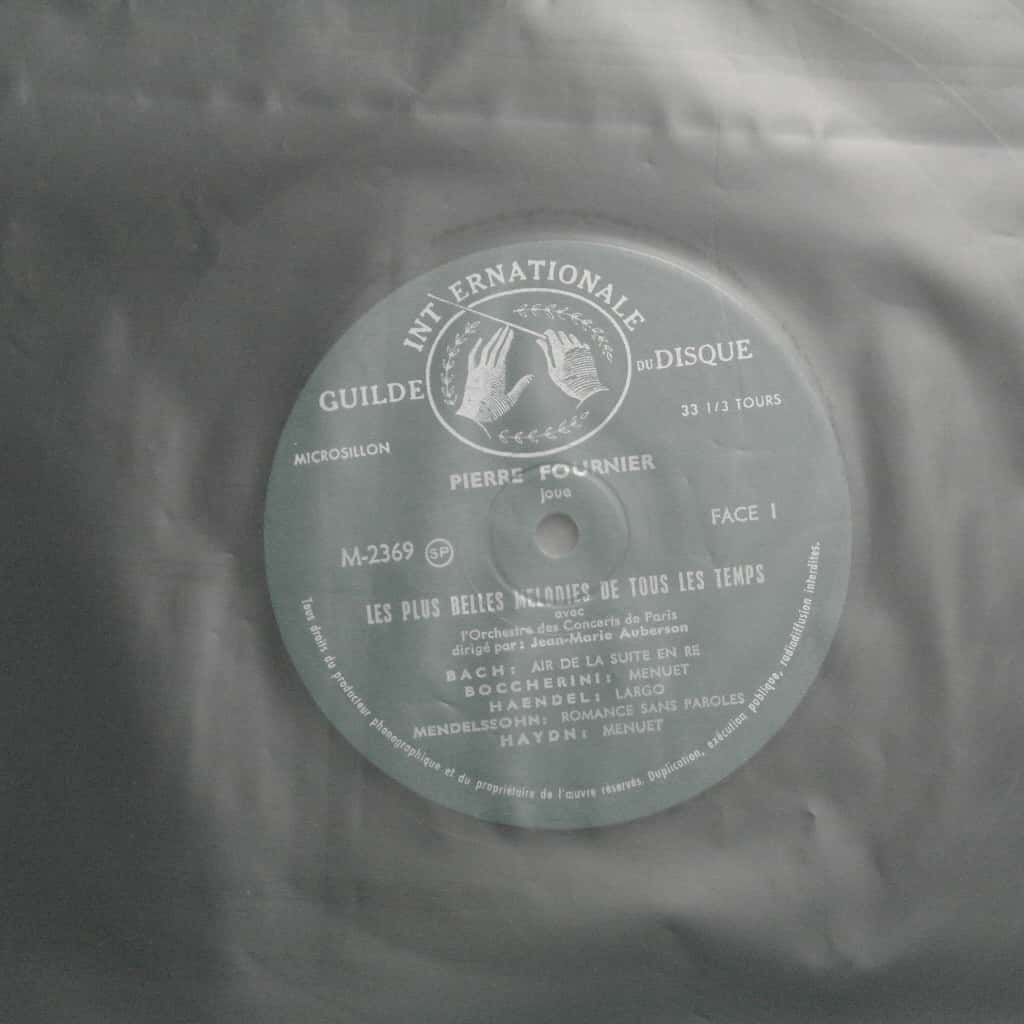 GUILDE INTERNATIONALE DU DISQUE
33 1/3 TOURS
MICROSILLON
PIERRE FOURNIER
joue
FACE 1
M-2369 SP
LES PLUS BELLES MELODIES DE TOUS LES TEMPS
avec
l'Orchestre des Concerts de Paris
dirigé par: Jean-Marie Auberson
BACH: AIR DE LA SUITE EN RE
BOCCHERINI: MENUET
HAENDEL: LARGO
MENDELSSOHN: ROMANCE SANS PAROLES
HAYDN: MENUET
Tous droits du producteur phonographique et du propriétaire de l'œuvre réservés. Duplication, exécution publique, radiodiffusion interdites.